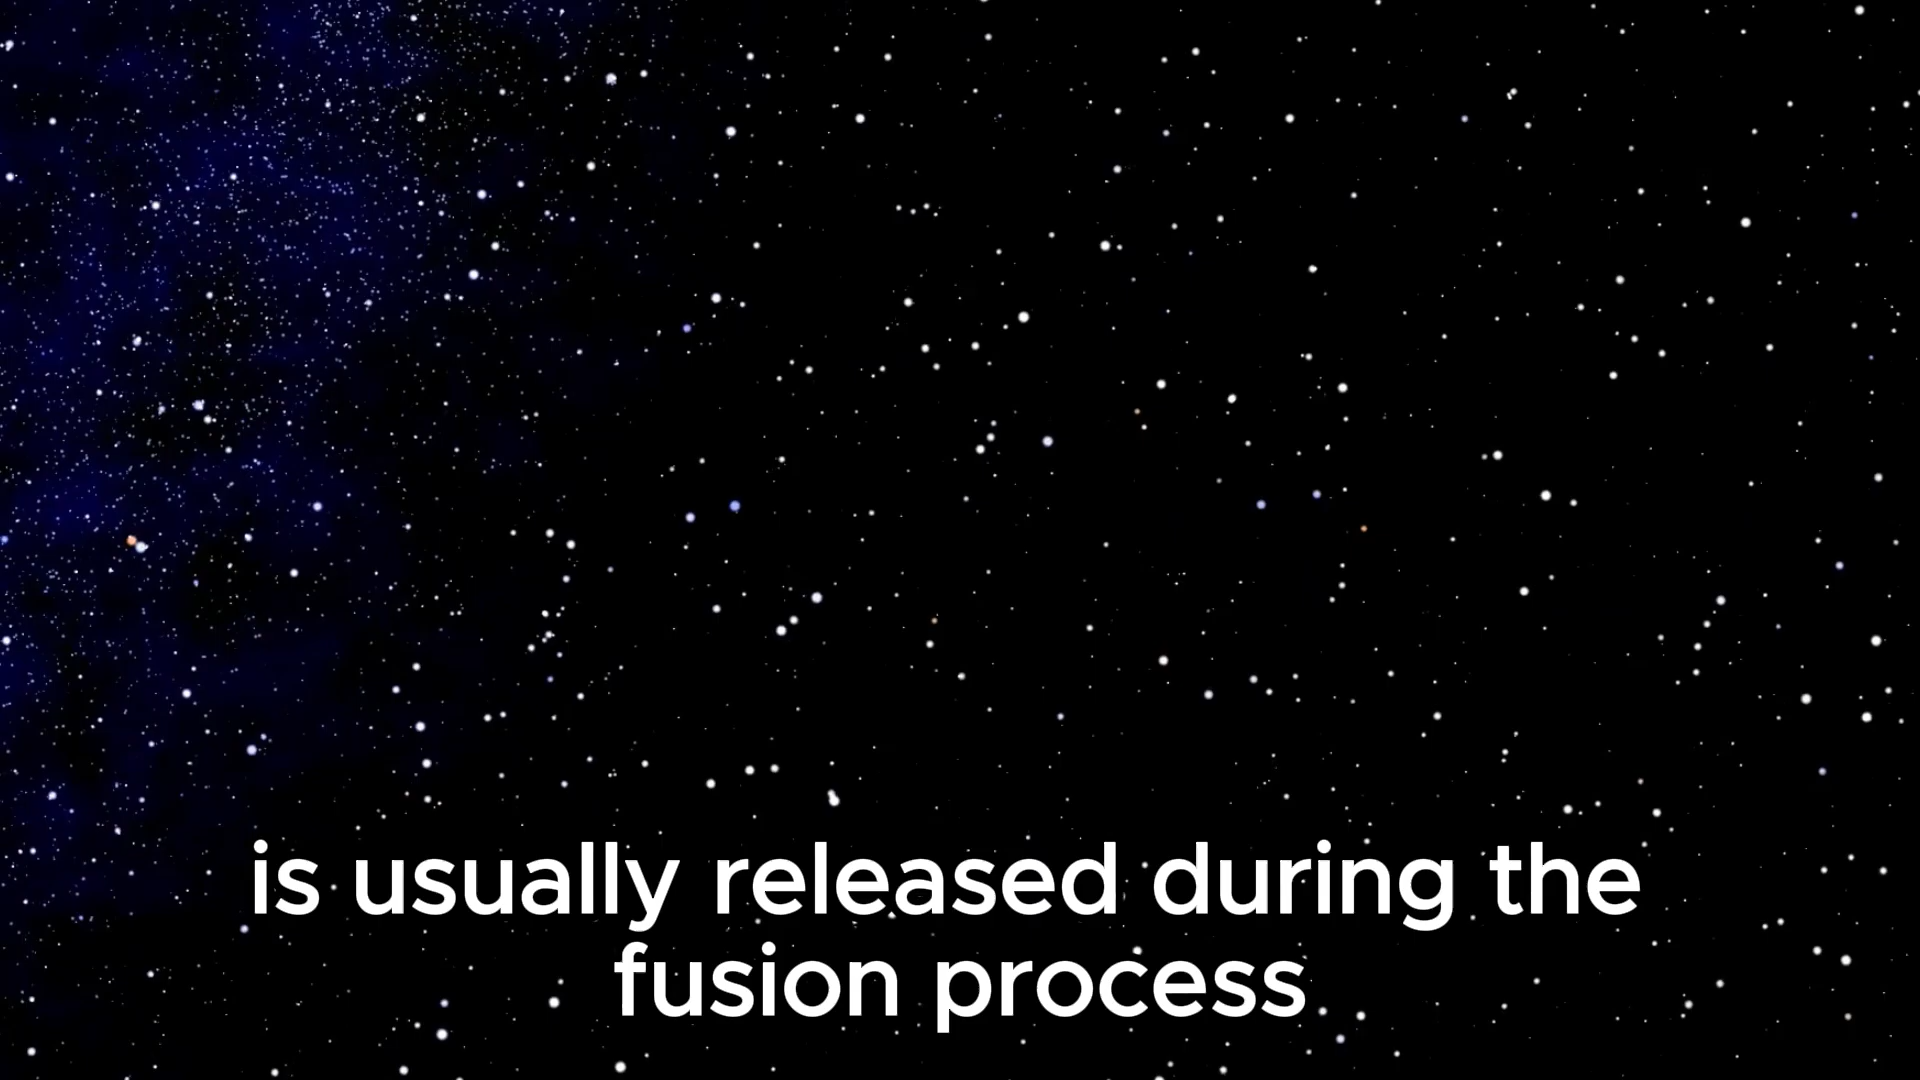 is usually released during the
fusion process